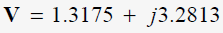 V = 1.3175 + j3.2813